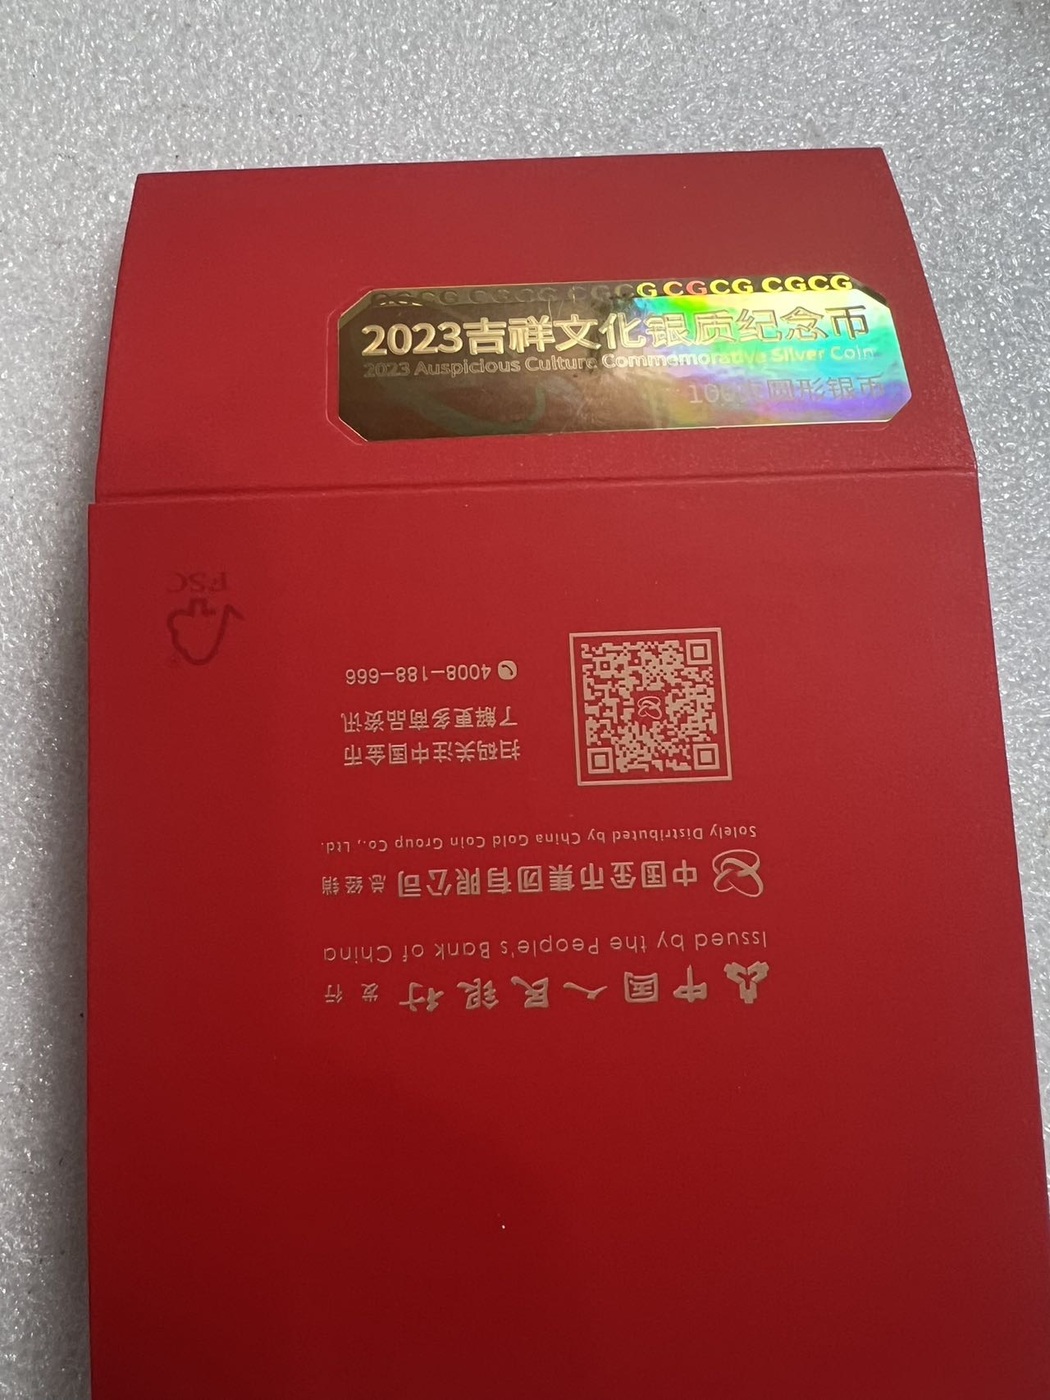 CGCG CGCG CGCG CGCG
2023吉祥文化银质纪念币
2023 Auspicious Culture Commemorative Silver Coin
圆形银币
中国人民银行 发行
Issued by the People's Bank of China
中国金币集团有限公司 总经销
Solely Distributed by China Gold Coin Group Co., Ltd.
扫码关注中国金币
了解更多商品资讯
4008-188-666
FSC